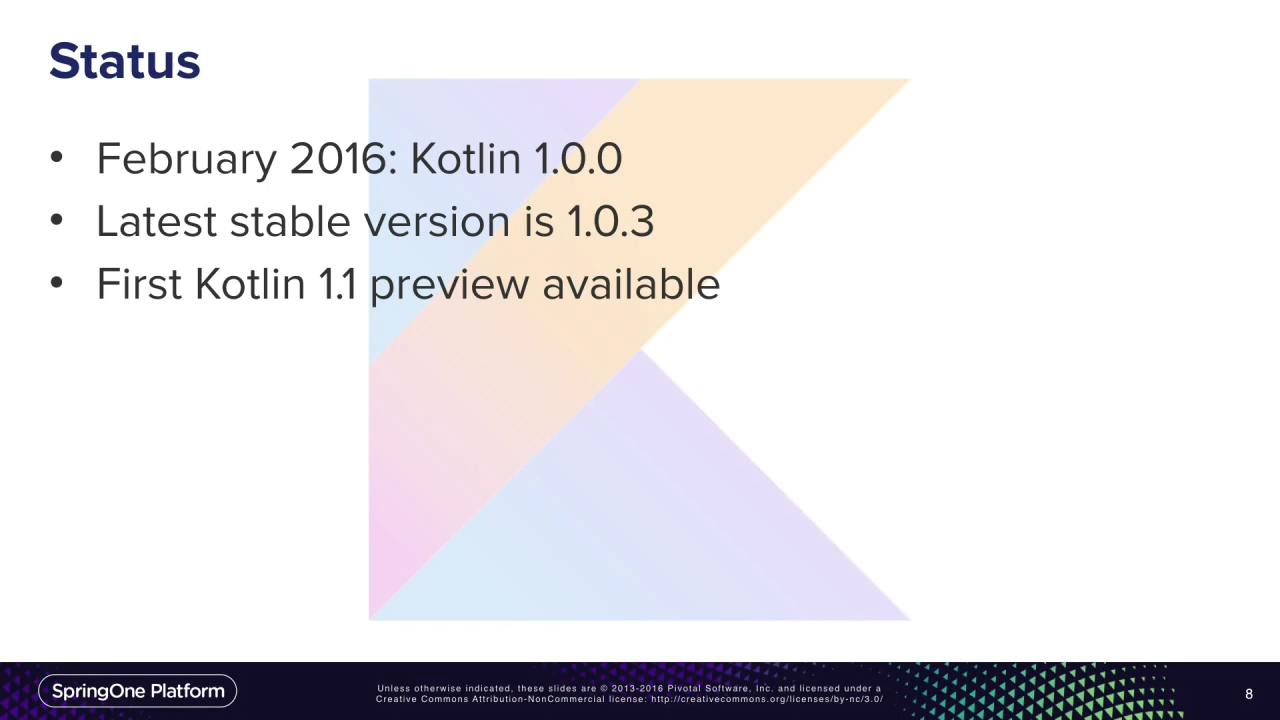 Status
• February 2016: Kotlin 1.0.0
• Latest stable version is 1.0.3
• First Kotlin 1.1 preview available
SpringOne Platform
Unless otherwise indicated, these slides are © 2013-2016 Pivotal Software, Inc. and licensed under a
Creative Commons Attribution-NonCommercial license: http://creativecommons.org/licenses/by-nc/3.0/
8